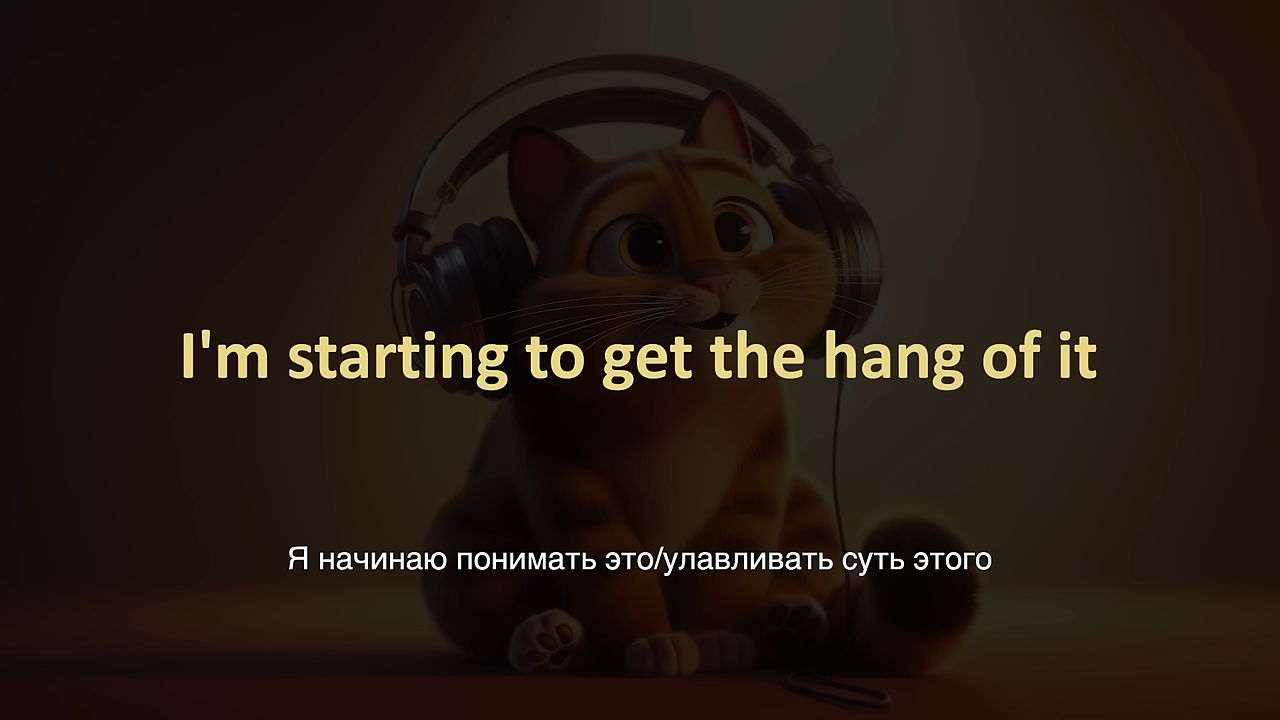 I'm starting to get the hang of it
Я начинаю понимать это/улавливать суть этого